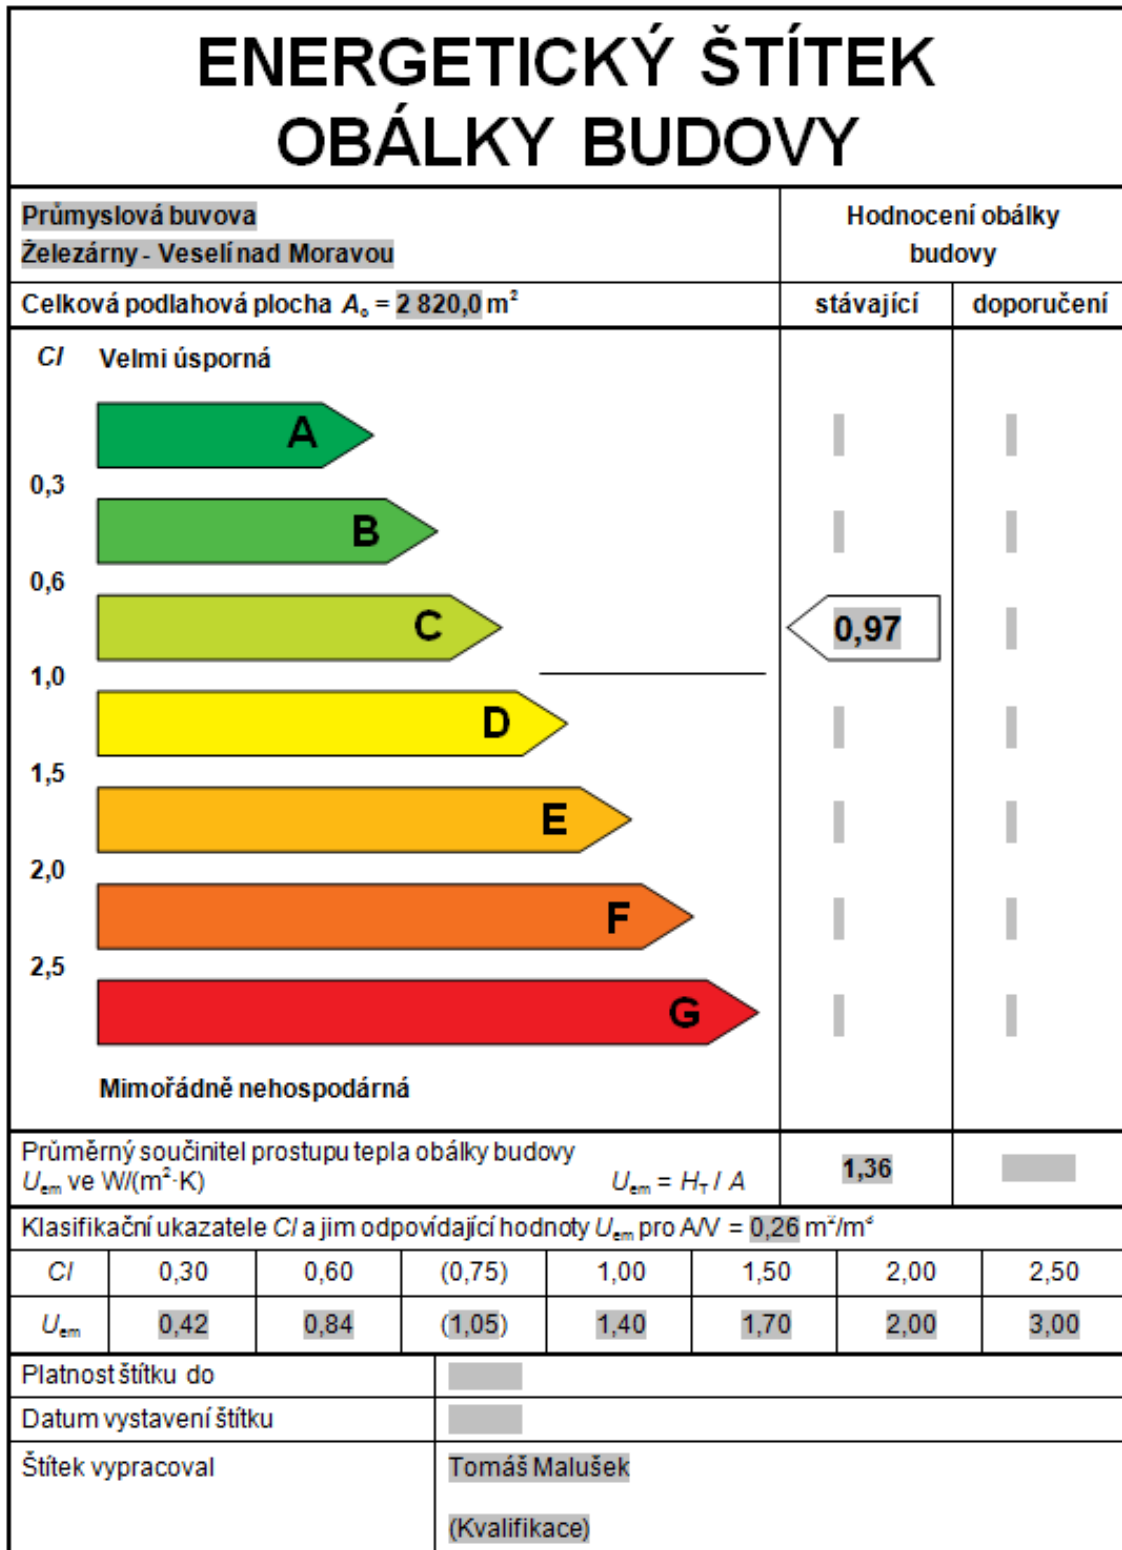 ENERGETICKÝ ŠTÍTEK
OBÁLKY BUDOVY
Průmyslová buvova
Železárny - Veselí nad Moravou
Hodnocení obálky
budovy
Celková podlahová plocha Ao = 2 820,0 m²
stávající
doporučení
CI Velmi úsporná
A
0,3
B
0,6
C
0,97
1,0
D
1,5
E
2,0
F
2,5
G
Mimořádně nehospodárná
Průměrný součinitel prostupu tepla obálky budovy
Uem ve W/(m²·K) Uem = HT / A
1,36
Klasifikační ukazatele CI a jim odpovídající hodnoty Uem pro A/V = 0,26 m²/m³
CI 0,30 0,60 (0,75) 1,00 1,50 2,00 2,50
Uem 0,42 0,84 (1,05) 1,40 1,70 2,00 3,00
Platnost štítku do
Datum vystavení štítku
Štítek vypracoval Tomáš Malušek
(Kvalifikace)